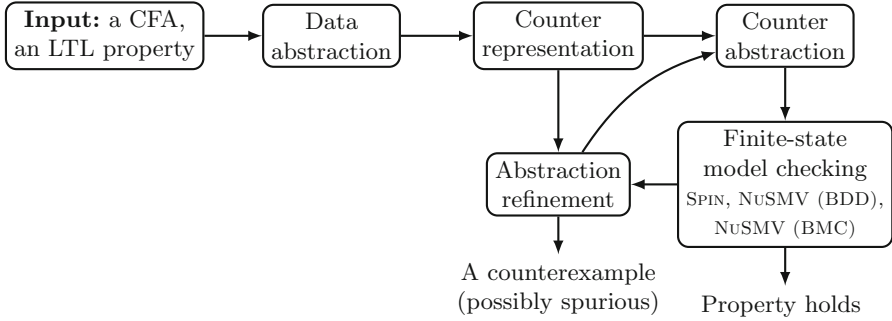 Input: a CFA,
an LTL property
Data
abstraction
Counter
representation
Counter
abstraction
Abstraction
refinement
Finite-state
model checking
SPIN, NUSMV (BDD),
NUSMV (BMC)
A counterexample
(possibly spurious)
Property holds